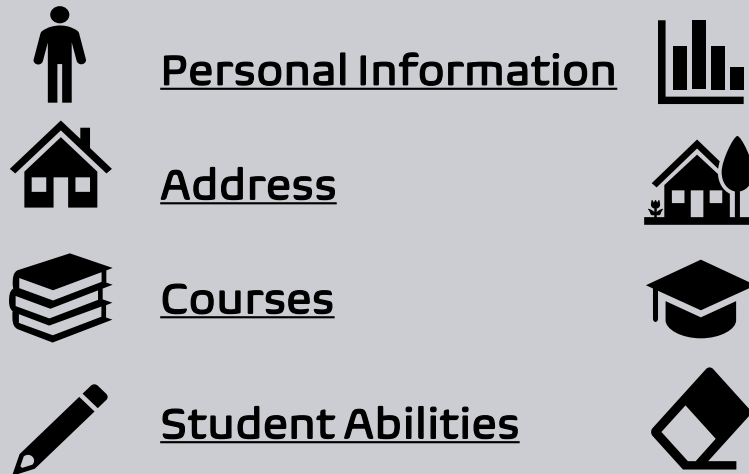 Personal Information
Address
Courses
Student Abilities